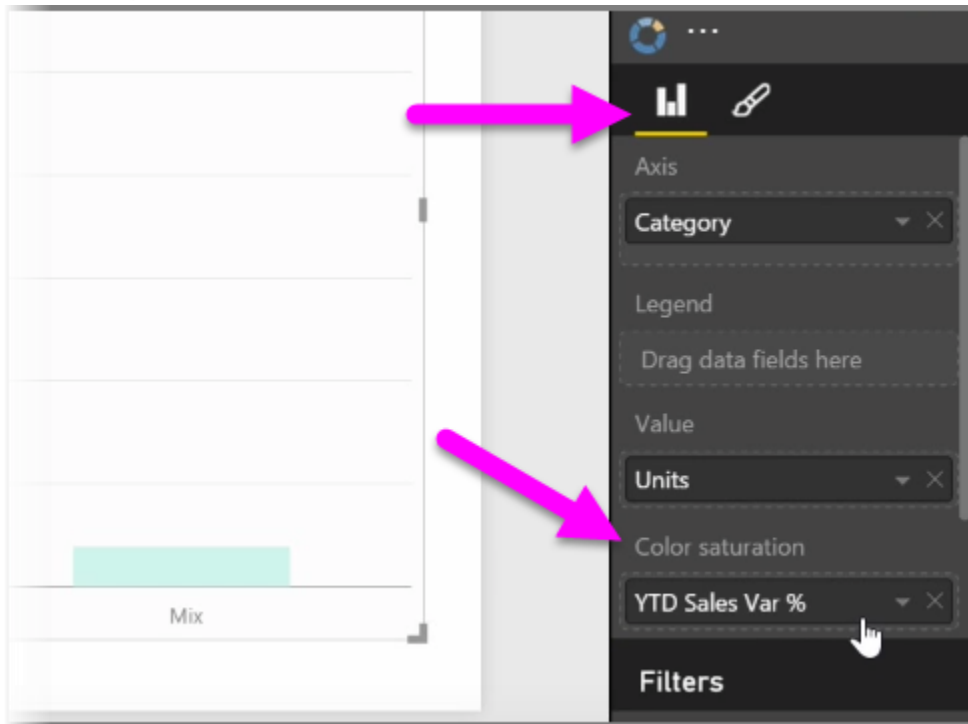 Axis
Category
Legend
Drag data fields here
Value
Units
Color saturation
YTD Sales Var %
Filters
Mix